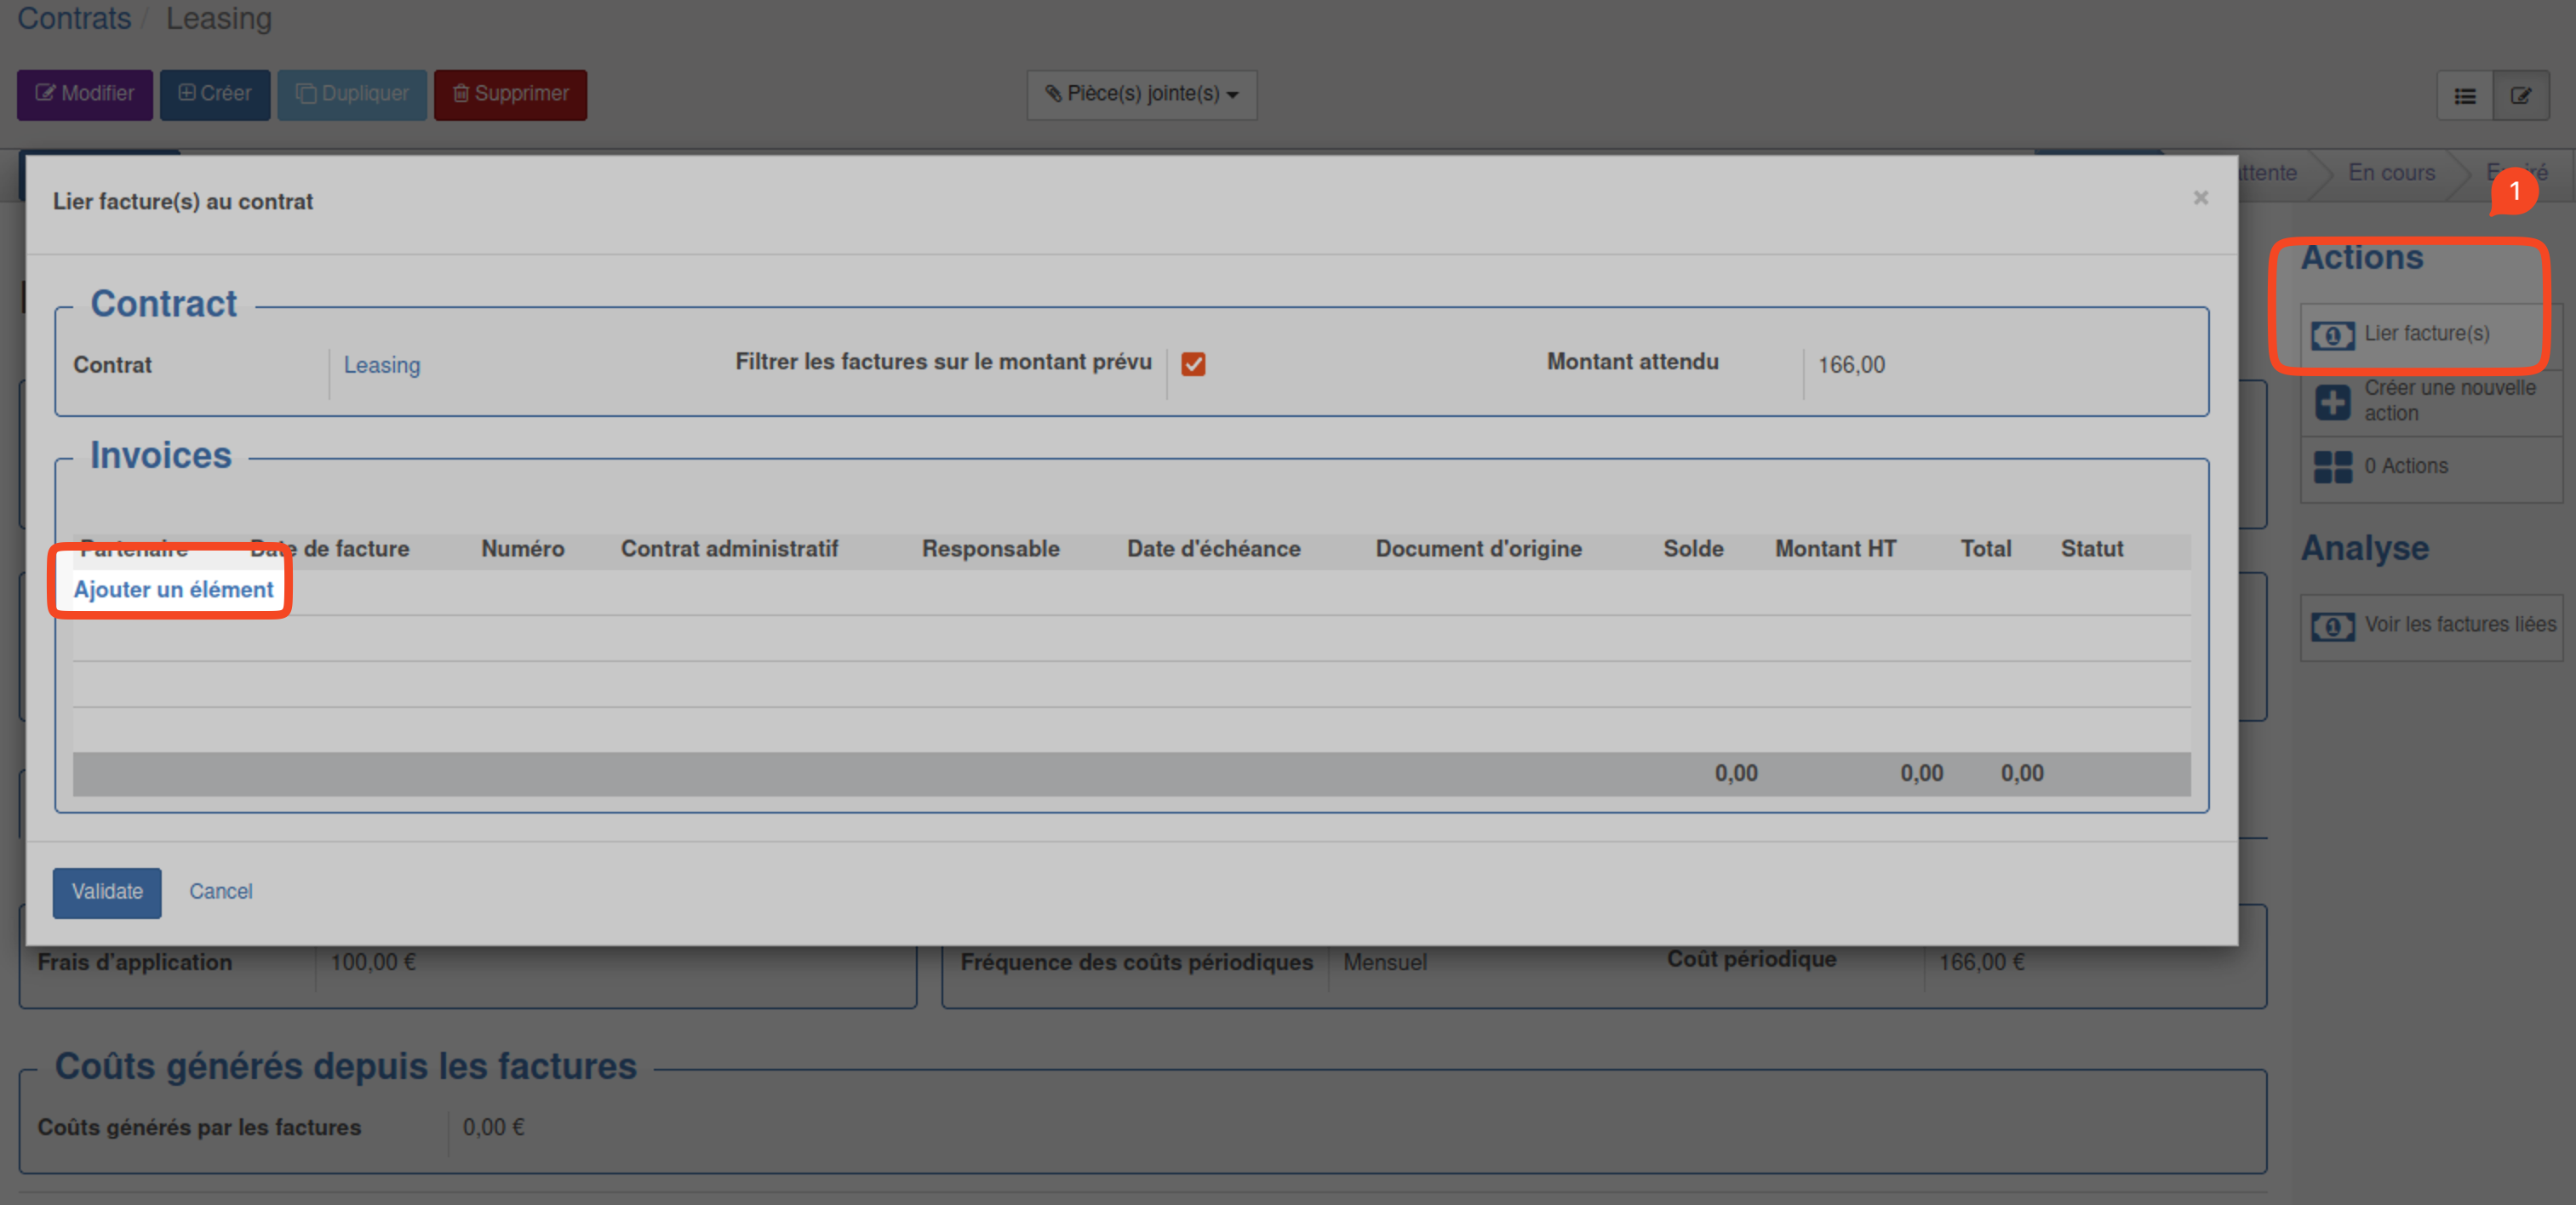 Contrats / Leasing
Modifier Créer Dupliquer Supprimer Pièce(s) jointe(s)
En cours
1
Lier facture(s) au contrat ×
Actions
Lier facture(s)
Créer une nouvelle
action
0 Actions
Analyse
Voir les factures liées
Contract
Contrat Leasing Filtrer les factures sur le montant prévu Montant attendu 166,00
Invoices
Partenaire Date de facture Numéro Contrat administratif Responsable Date d'échéance Document d'origine Solde Montant HT Total Statut
Ajouter un élément
0,00 0,00 0,00
Validate Cancel
Frais d'application 100,00 € Fréquence des coûts périodiques Mensuel Coût périodique 166,00 €
Coûts générés depuis les factures
Coûts générés par les factures 0,00 €